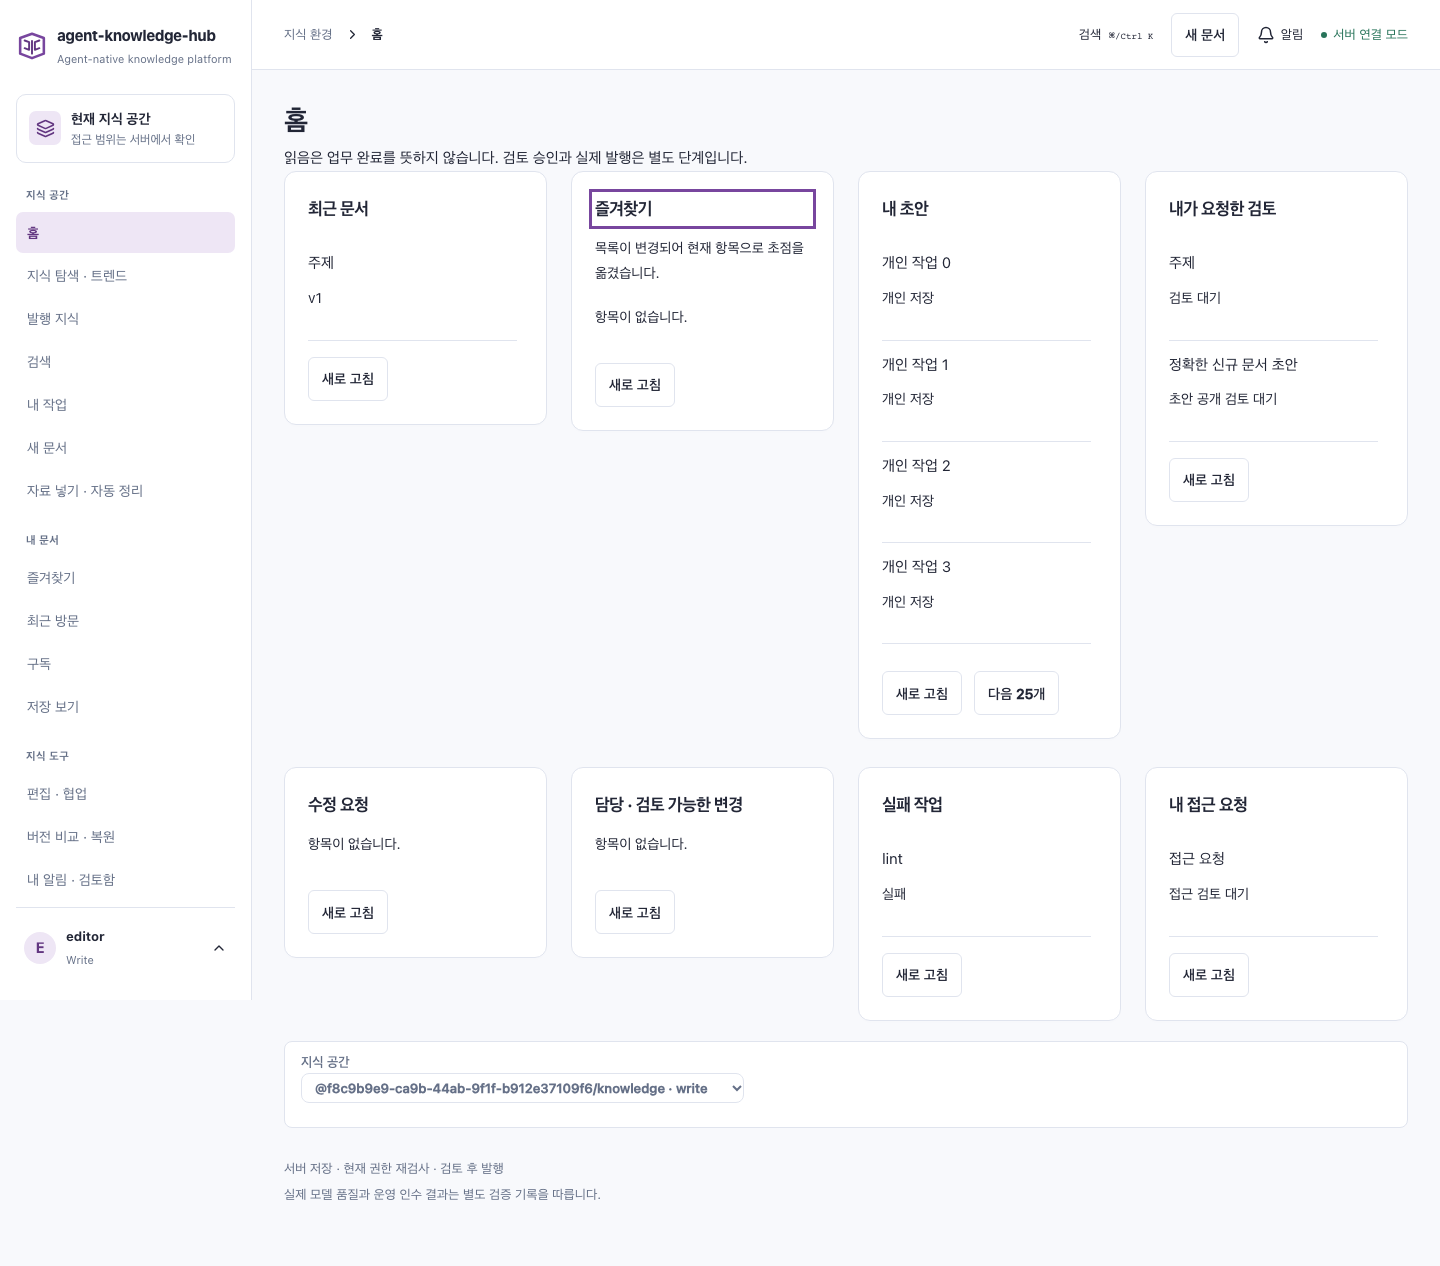 agent-knowledge-hub
Agent-native knowledge platform
현재 지식 공간
접근 범위는 서버에서 확인
지식 공간
홈
지식 탐색 · 트렌드
발행 지식
검색
내 작업
새 문서
자료 넣기 · 자동 정리
내 문서
즐겨찾기
최근 방문
구독
저장 보기
지식 도구
편집 · 협업
버전 비교 · 복원
내 알림 · 검토함
E
editor
Write
지식 환경
홈
검색 ⌘/Ctrl K
새 문서
알림
서버 연결 모드
홈
읽음은 업무 완료를 뜻하지 않습니다. 검토 승인과 실제 발행은 별도 단계입니다.
최근 문서
주제
v1
새로 고침
즐겨찾기
목록이 변경되어 현재 항목으로 초점을
옮겼습니다.
항목이 없습니다.
새로 고침
내 초안
개인 작업 0
개인 저장
개인 작업 1
개인 저장
개인 작업 2
개인 저장
개인 작업 3
개인 저장
새로 고침
다음 25개
내가 요청한 검토
주제
검토 대기
정확한 신규 문서 초안
초안 공개 검토 대기
새로 고침
수정 요청
항목이 없습니다.
새로 고침
담당 · 검토 가능한 변경
항목이 없습니다.
새로 고침
실패 작업
lint
실패
새로 고침
내 접근 요청
접근 요청
접근 검토 대기
새로 고침
지식 공간
@f8c9b9e9-ca9b-44ab-9f1f-b912e37109f6/knowledge · write
서버 저장 · 현재 권한 재검사 · 검토 후 발행
실제 모델 품질과 운영 인수 결과는 별도 검증 기록을 따릅니다.